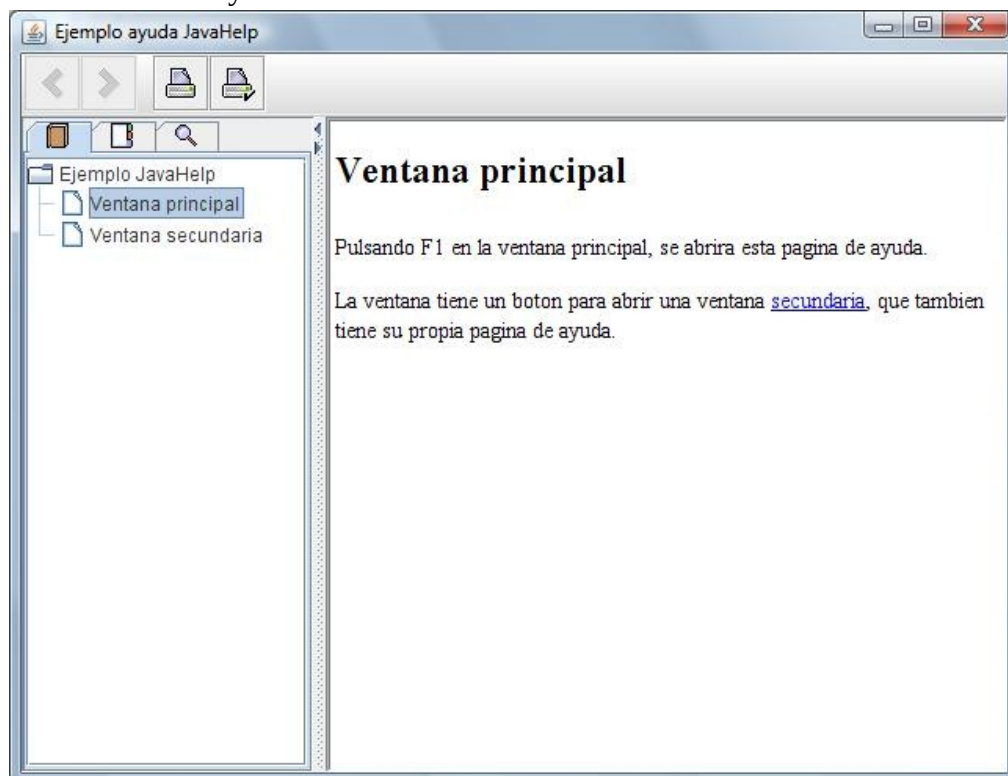 y
Ejemplo ayuda JavaHelp
Ejemplo JavaHelp
Ventana principal
Ventana secundaria
Ventana principal
Pulsando F1 en la ventana principal, se abrira esta pagina de ayuda.
La ventana tiene un boton para abrir una ventana secundaria, que tambien
tiene su propia pagina de ayuda.